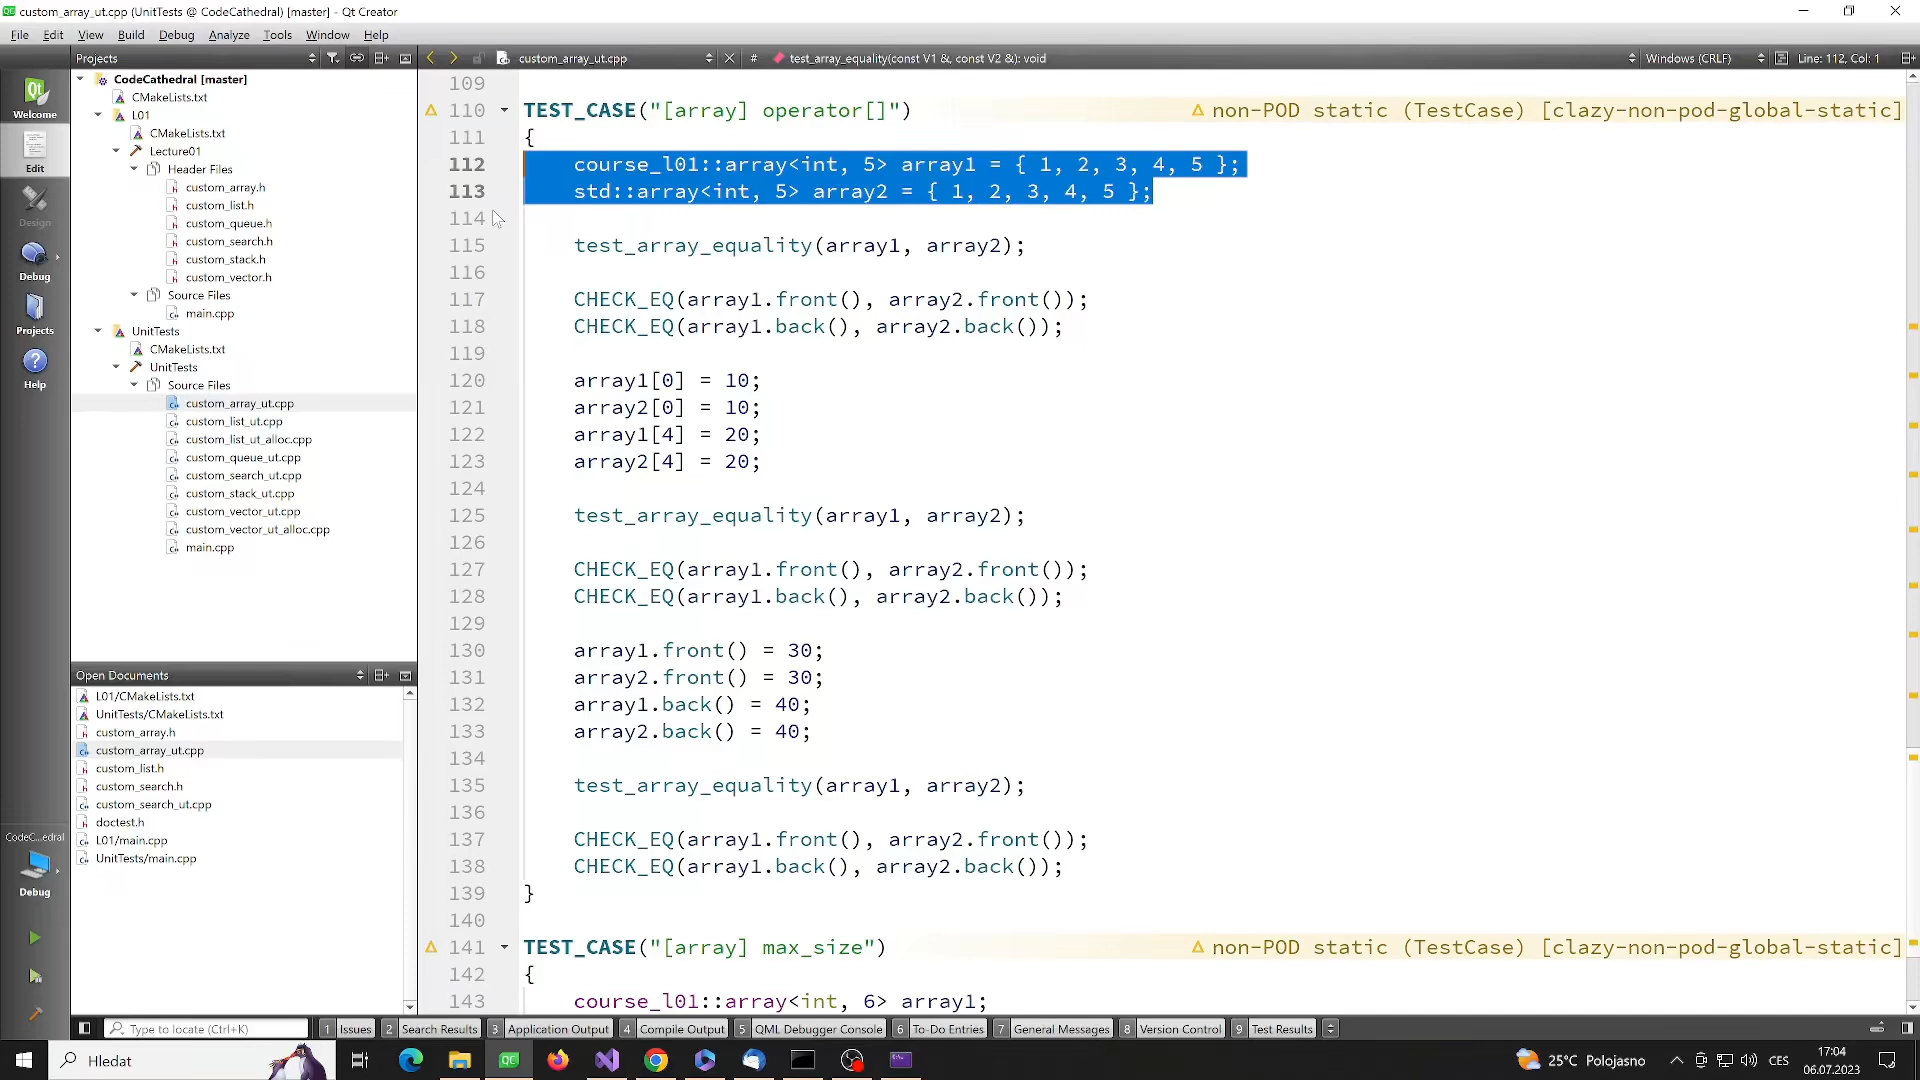 custom_array_ut.cpp (UnitTests @ CodeCathedral) [master] - Qt Creator
File Edit View Build Debug Analyze Tools Window Help
Projects
custom_array_ut.cpp
# test_array_equality(const V1 &, const V2 &): void
Windows (CRLF)
Line: 112, Col: 1
Welcome
Edit
Design
Debug
Projects
Help
CodeC...edral
Debug
CodeCathedral [master]
CMakeLists.txt
L01
CMakeLists.txt
Lecture01
Header Files
custom_array.h
custom_list.h
custom_queue.h
custom_search.h
custom_stack.h
custom_vector.h
Source Files
main.cpp
UnitTests
CMakeLists.txt
UnitTests
Source Files
custom_array_ut.cpp
custom_list_ut.cpp
custom_list_ut_alloc.cpp
custom_queue_ut.cpp
custom_search_ut.cpp
custom_stack_ut.cpp
custom_vector_ut.cpp
custom_vector_ut_alloc.cpp
main.cpp
Open Documents
L01/CMakeLists.txt
UnitTests/CMakeLists.txt
custom_array.h
custom_array_ut.cpp
custom_list.h
custom_search.h
custom_search_ut.cpp
doctest.h
L01/main.cpp
UnitTests/main.cpp
109
110 TEST_CASE("[array] operator[]") non-POD static (TestCase) [clazy-non-pod-global-static]
111 {
112 course_l01::array<int, 5> array1 = { 1, 2, 3, 4, 5 };
113 std::array<int, 5> array2 = { 1, 2, 3, 4, 5 };
114
115 test_array_equality(array1, array2);
116
117 CHECK_EQ(array1.front(), array2.front());
118 CHECK_EQ(array1.back(), array2.back());
119
120 array1[0] = 10;
121 array2[0] = 10;
122 array1[4] = 20;
123 array2[4] = 20;
124
125 test_array_equality(array1, array2);
126
127 CHECK_EQ(array1.front(), array2.front());
128 CHECK_EQ(array1.back(), array2.back());
129
130 array1.front() = 30;
131 array2.front() = 30;
132 array1.back() = 40;
133 array2.back() = 40;
134
135 test_array_equality(array1, array2);
136
137 CHECK_EQ(array1.front(), array2.front());
138 CHECK_EQ(array1.back(), array2.back());
139 }
140
141 TEST_CASE("[array] max_size") non-POD static (TestCase) [clazy-non-pod-global-static]
142 {
143 course_l01::array<int, 6> array1;
Type to locate (Ctrl+K) 1 Issues 2 Search Results 3 Application Output 4 Compile Output 5 QML Debugger Console 6 To-Do Entries 7 General Messages 8 Version Control 9 Test Results
Hledat
25°C Polojasno
CES
17:04
06.07.2023